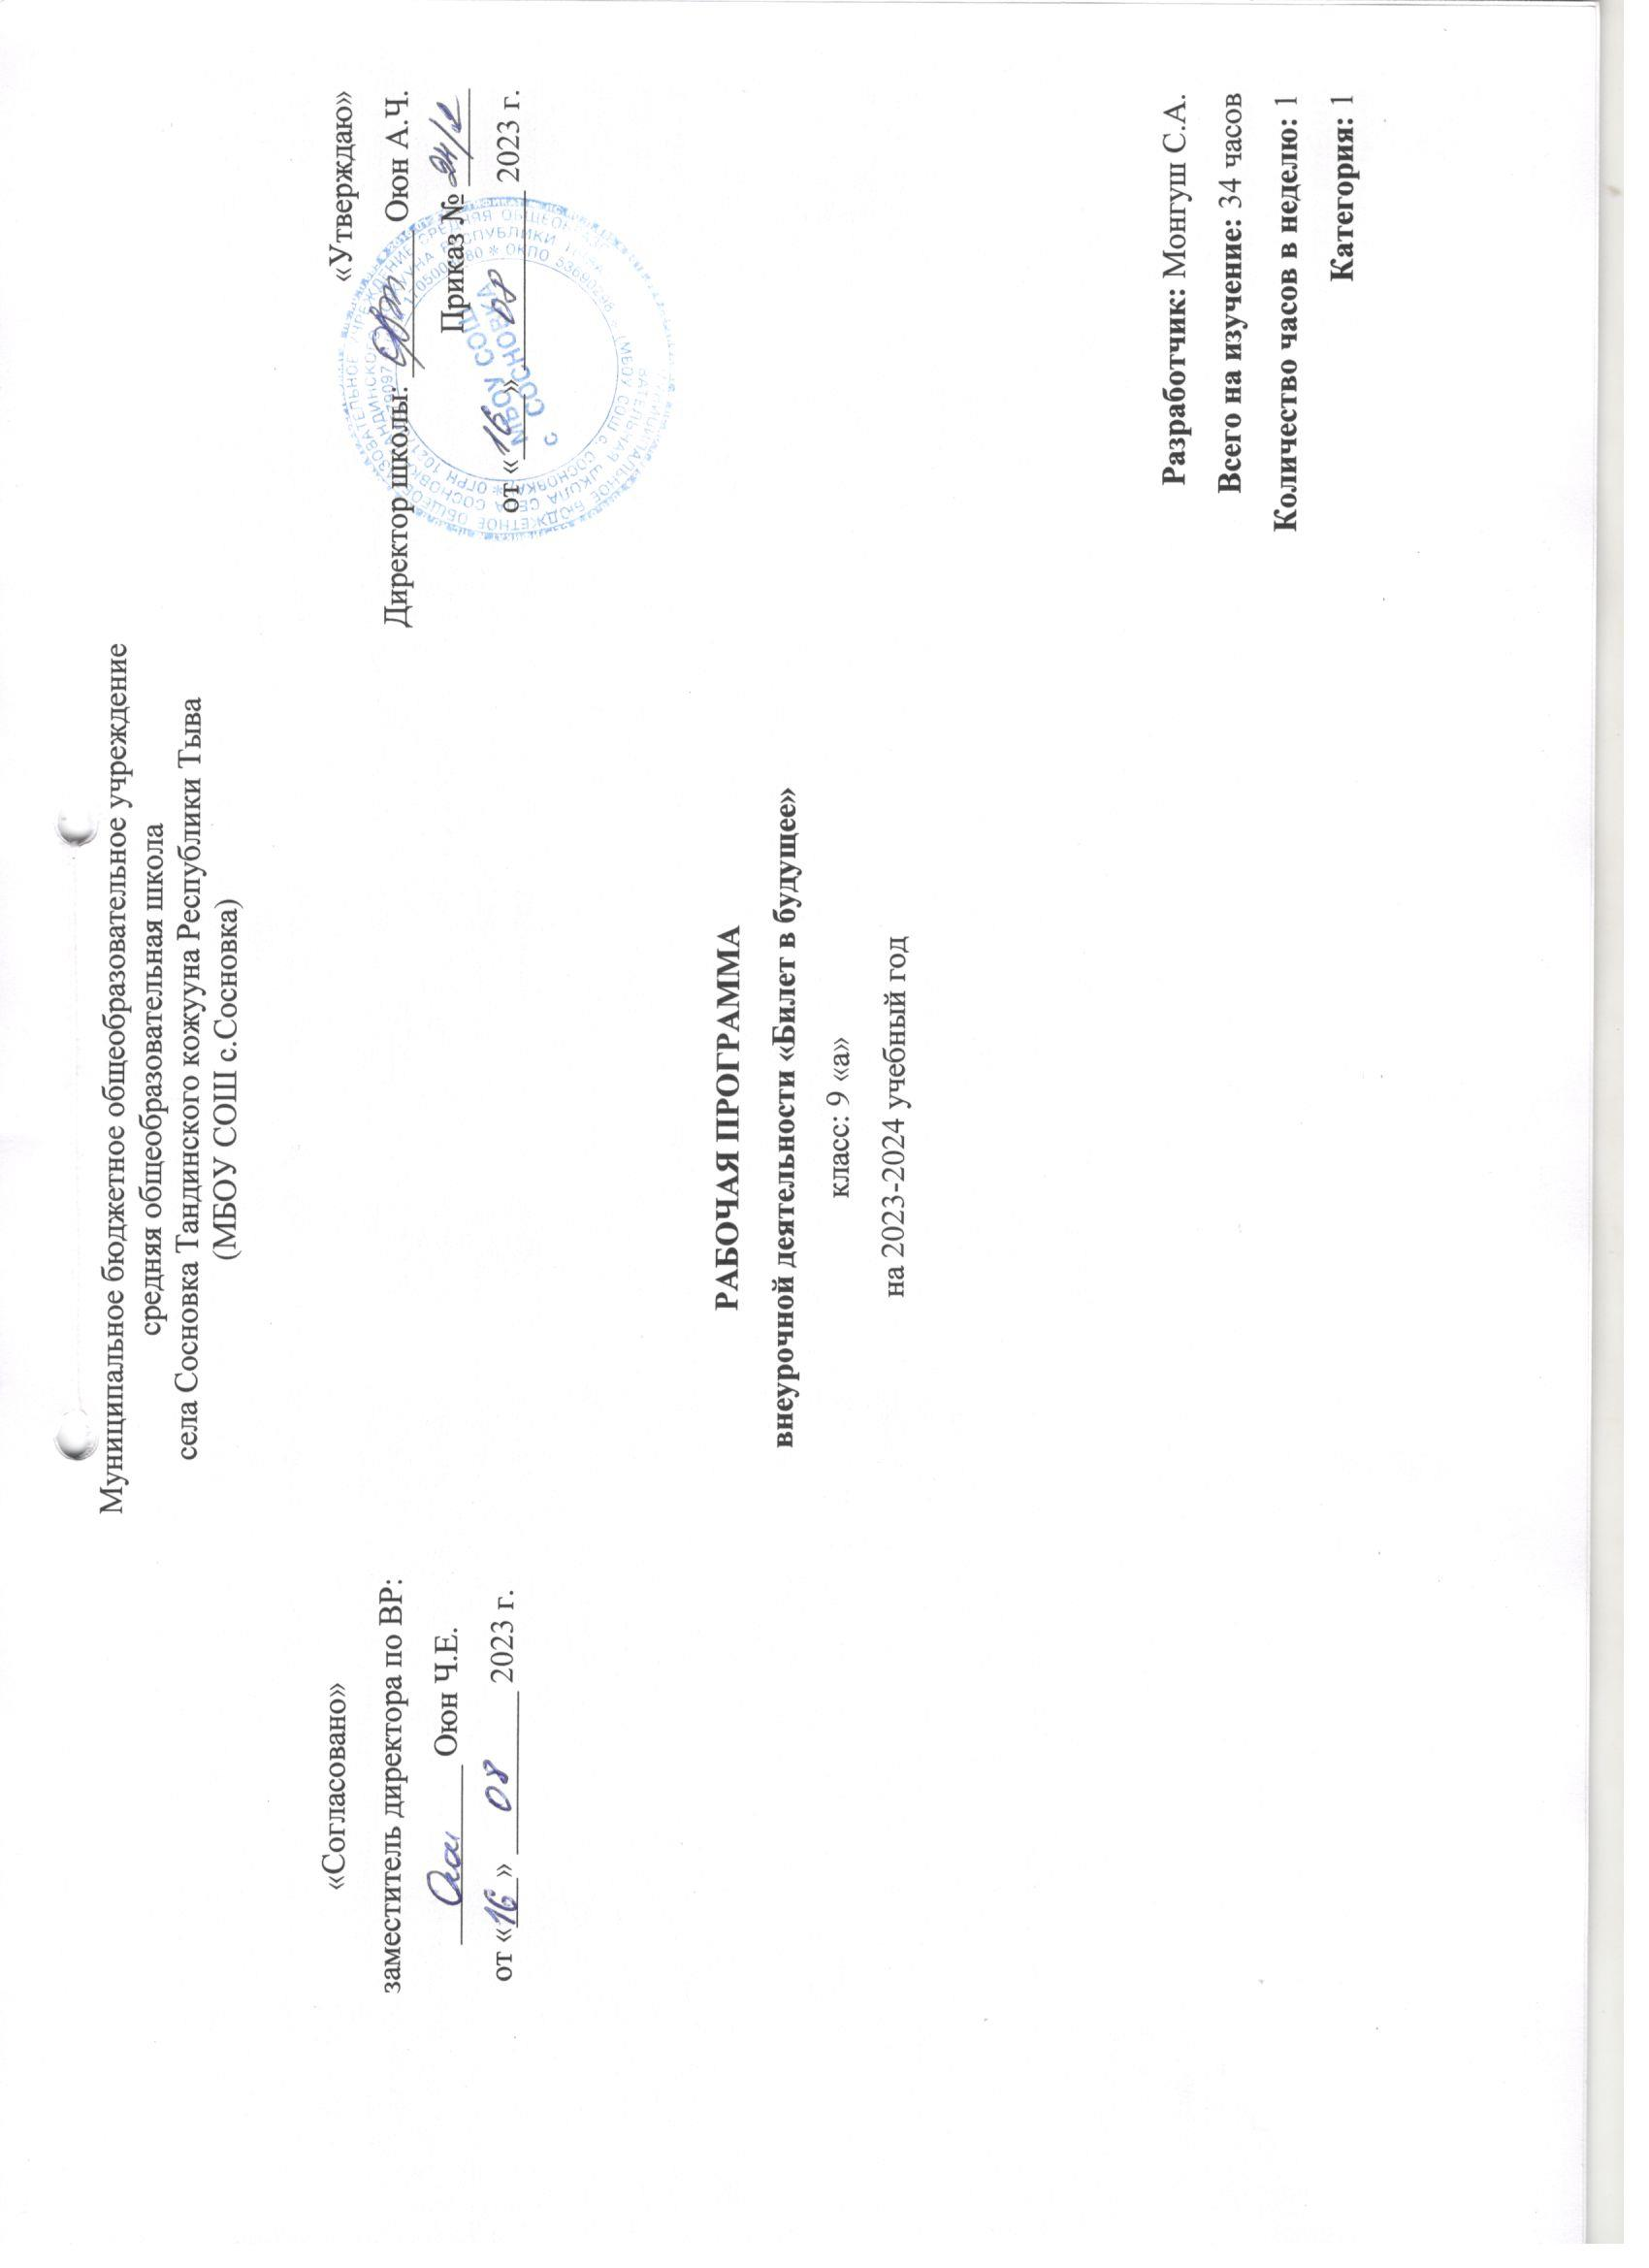 Муниципальное бюджетное общеобразовательное учреждение
средняя общеобразовательная школа
села Сосновка Тандинского кожууна Республики Тыва
(МБОУ СОШ с.Сосновка)
«Согласовано»
заместитель директора по ВР:
Оюн Ч.Е.
от «16» 08 2023 г.
«Утверждаю»
Директор школы: Оюн А.Ч.
Приказ №
от «16» 08 2023 г.
МБОУ СОШ
с СОСНОВКА
РАБОЧАЯ ПРОГРАММА
внеурочной деятельности «Билет в будущее»
класс: 9 «а»
на 2023-2024 учебный год
Разработчик: Монгуш С.А.
Всего на изучение: 34 часов
Количество часов в неделю: 1
Категория: 1